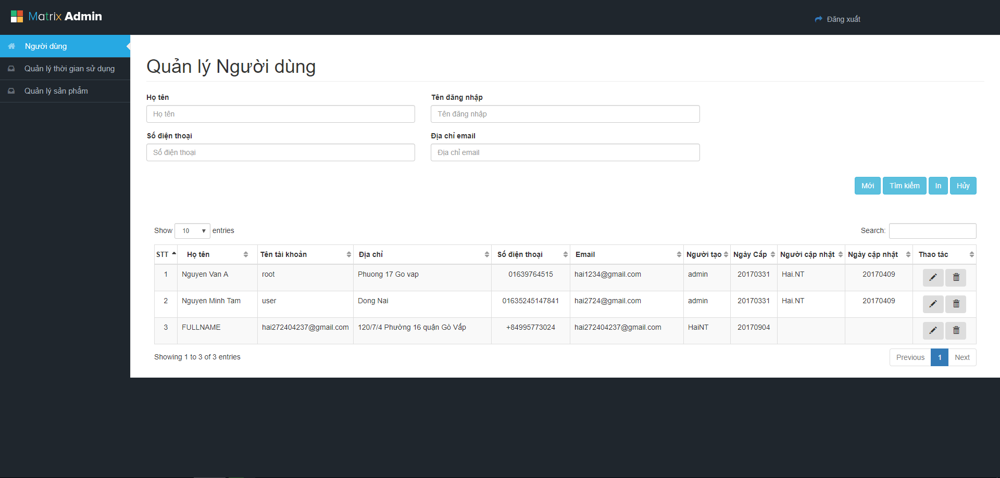 Matrix Admin
Đăng xuất
Người dùng
Quản lý thời gian sử dụng
Quản lý sản phẩm
Quản lý Người dùng
Họ tên Tên đăng nhập
Họ tên Tên đăng nhập
Số điện thoại Địa chỉ email
Số điện thoại Địa chỉ email
Mới Tìm kiếm In Hủy
Show 10 entries Search:
STT Họ tên Tên tài khoản Địa chỉ Số điện thoại Email Người tạo Ngày Cấp Người cập nhật Ngày cập nhật Thao tác
1 Nguyen Van A root Phuong 17 Go vap 01639764515 hai1234@gmail.com admin 20170331 Hai.NT 20170409
2 Nguyen Minh Tam user Dong Nai 01635245147841 hai2724@gmail.com admin 20170331 Hai.NT 20170409
3 FULLNAME hai272404237@gmail.com 120/7/4 Phường 16 quận Gò Vấp +84995773024 hai272404237@gmail.com HaiNT 20170904
Showing 1 to 3 of 3 entries Previous 1 Next